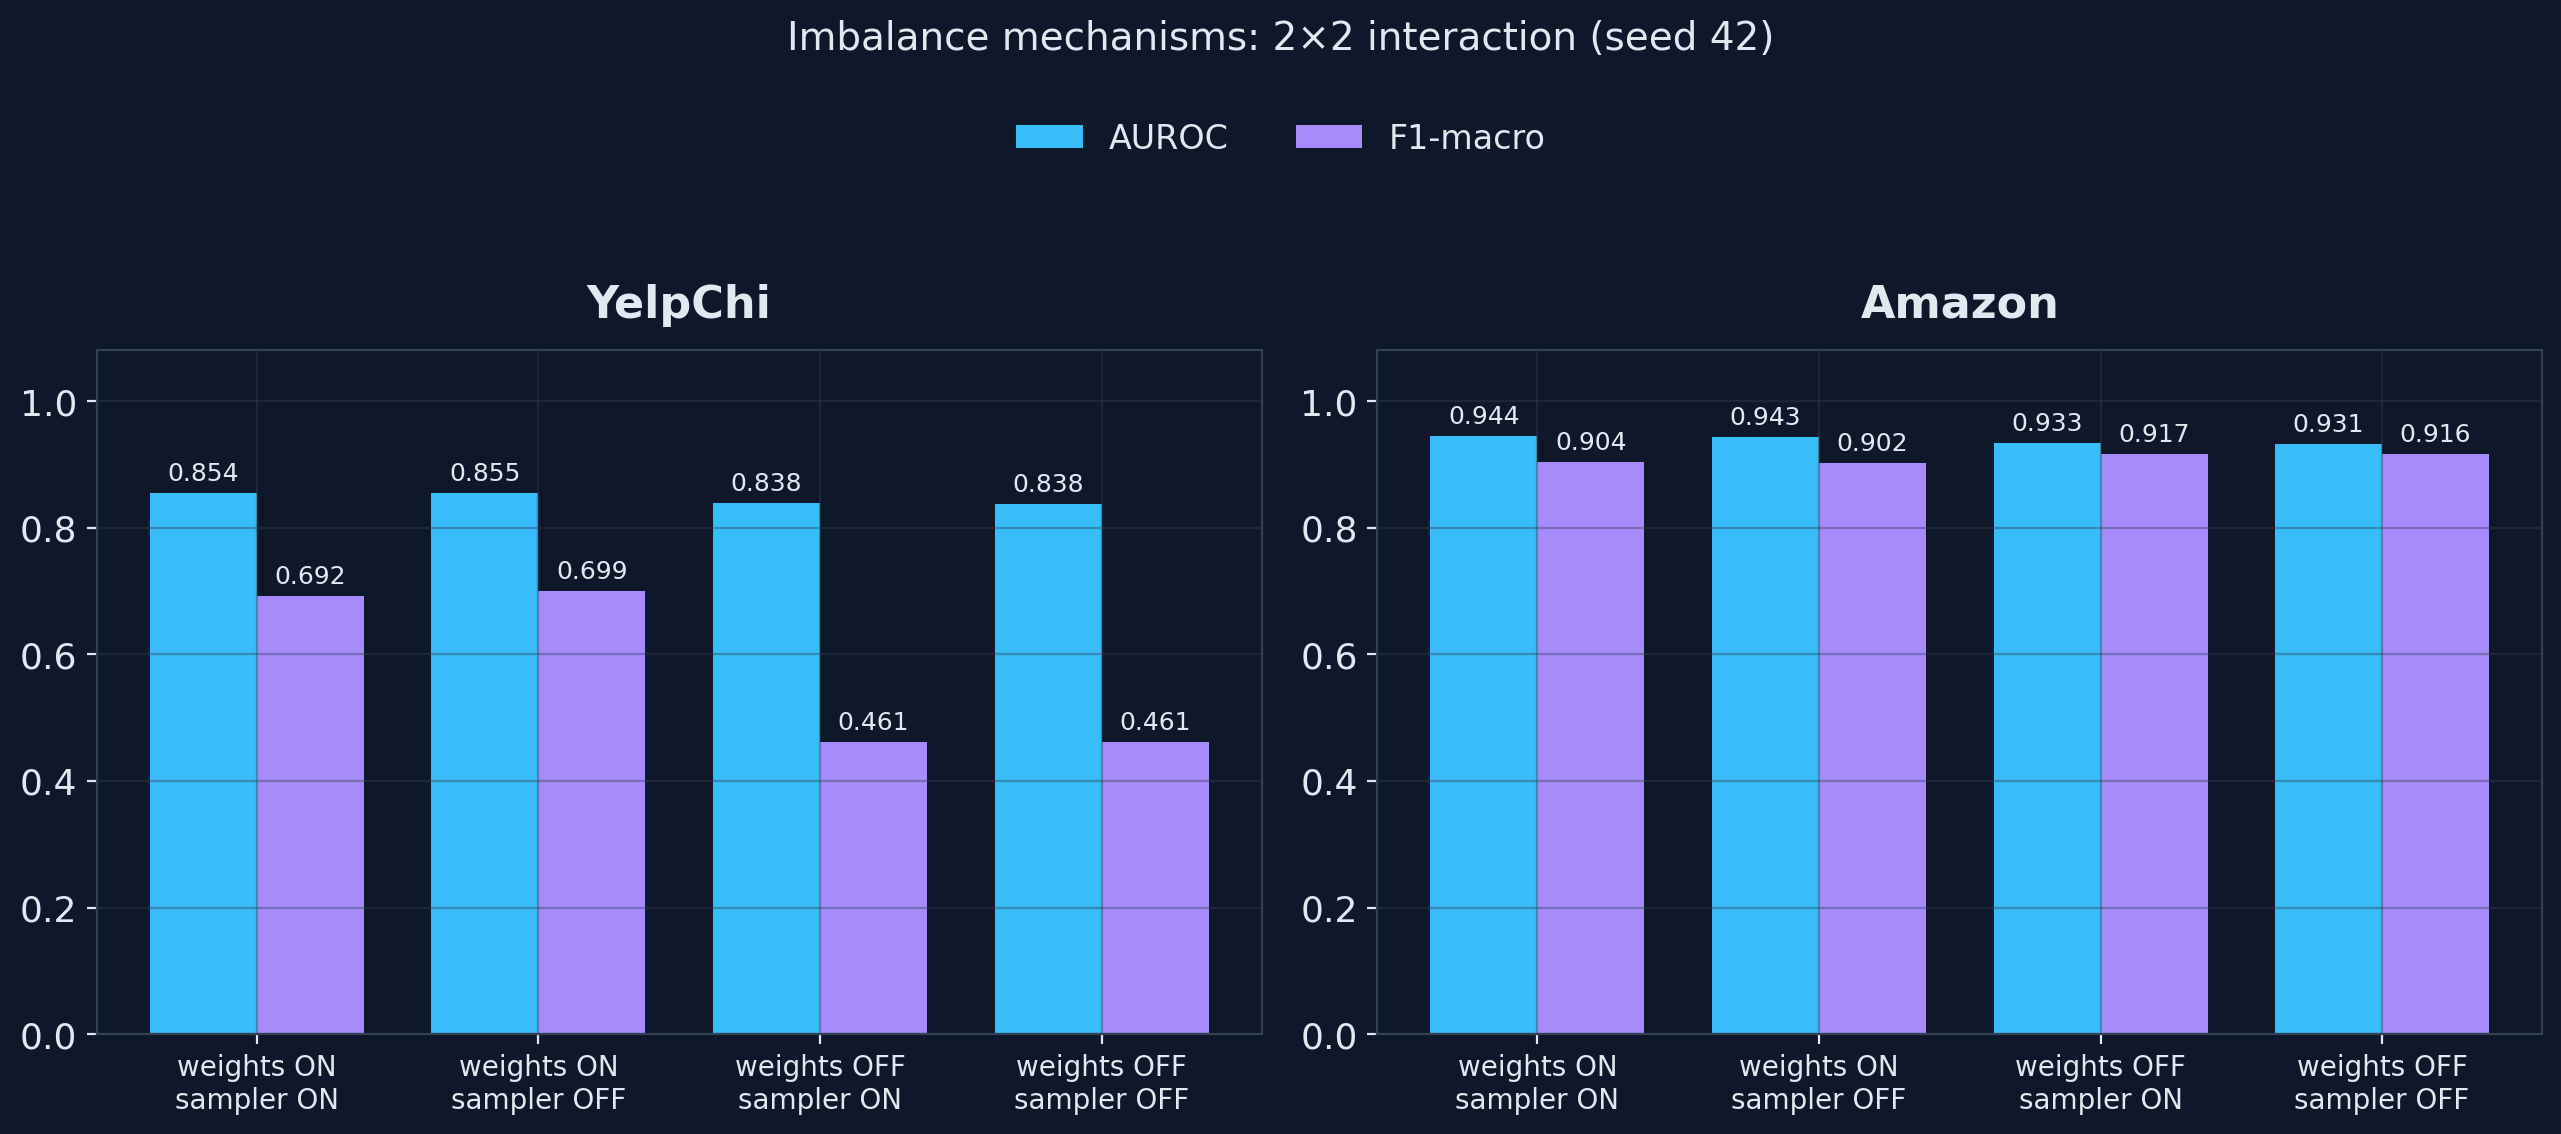 Imbalance mechanisms: 2×2 interaction (seed 42)
AUROC
F1-macro
YelpChi
1.0
0.8
0.6
0.4
0.2
0.0
0.854
0.692
0.855
0.699
0.838
0.461
0.838
0.461
weights ON
sampler ON
weights ON
sampler OFF
weights OFF
sampler ON
weights OFF
sampler OFF
Amazon
1.0
0.8
0.6
0.4
0.2
0.0
0.944
0.904
0.943
0.902
0.933
0.917
0.931
0.916
weights ON
sampler ON
weights ON
sampler OFF
weights OFF
sampler ON
weights OFF
sampler OFF